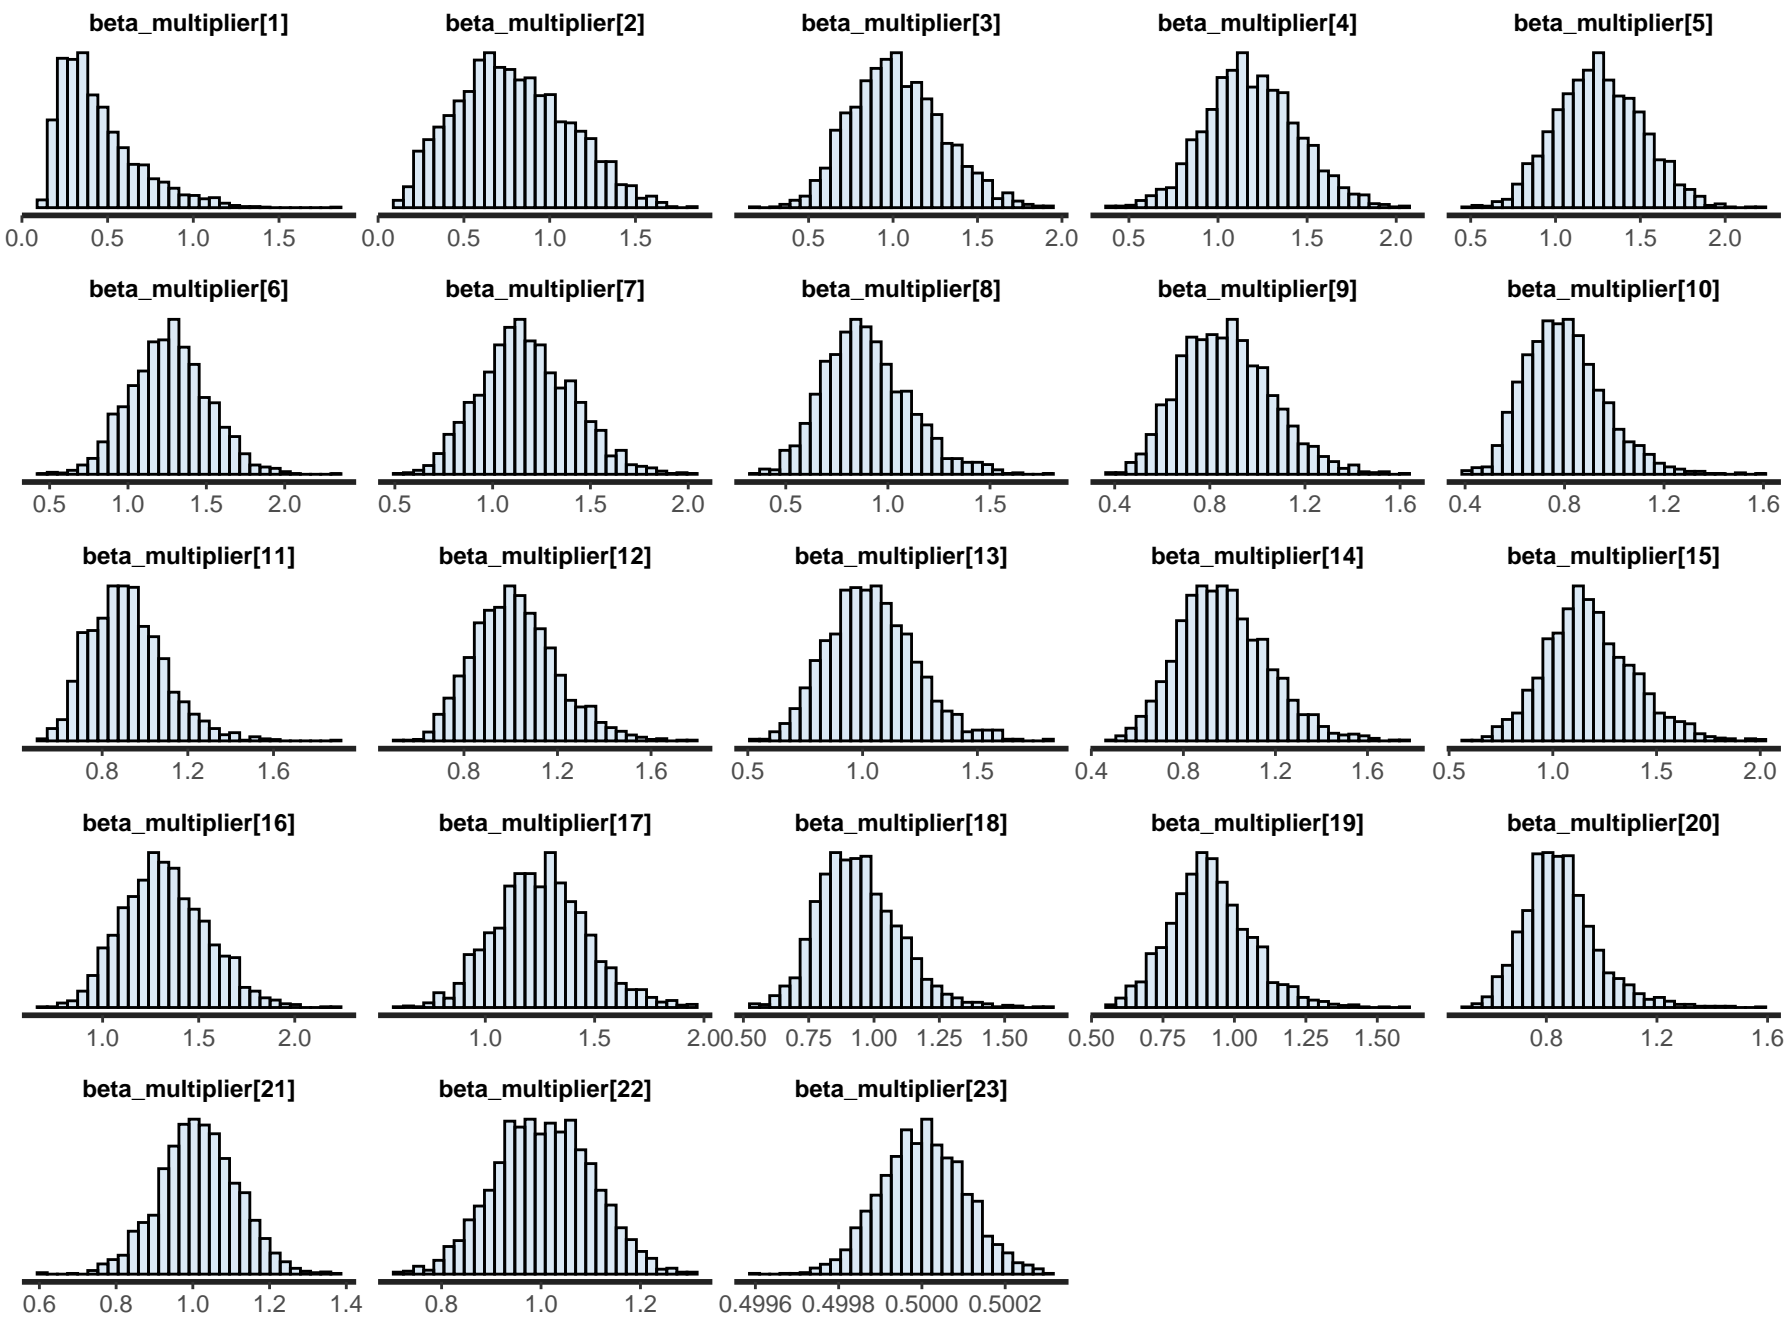 beta_multiplier[1] beta_multiplier[2] beta_multiplier[3] beta_multiplier[4] beta_multiplier[5]
0.0 0.5 1.0 1.5 0.0 0.5 1.0 1.5 0.5 1.0 1.5 2.0 0.5 1.0 1.5 2.0 0.5 1.0 1.5 2.0
beta_multiplier[6] beta_multiplier[7] beta_multiplier[8] beta_multiplier[9] beta_multiplier[10]
0.5 1.0 1.5 2.0 0.5 1.0 1.5 2.0 0.5 1.0 1.5 0.4 0.8 1.2 1.6 0.4 0.8 1.2 1.6
beta_multiplier[11] beta_multiplier[12] beta_multiplier[13] beta_multiplier[14] beta_multiplier[15]
0.8 1.2 1.6 0.8 1.2 1.6 0.5 1.0 1.5 0.4 0.8 1.2 1.6 0.5 1.0 1.5 2.0
beta_multiplier[16] beta_multiplier[17] beta_multiplier[18] beta_multiplier[19] beta_multiplier[20]
1.0 1.5 2.0 1.0 1.5 2.0 0.50 0.75 1.00 1.25 1.50 0.50 0.75 1.00 1.25 1.50 0.8 1.2 1.6
beta_multiplier[21] beta_multiplier[22] beta_multiplier[23]
0.6 0.8 1.0 1.2 1.4 0.8 1.0 1.2 0.4996 0.4998 0.5000 0.5002